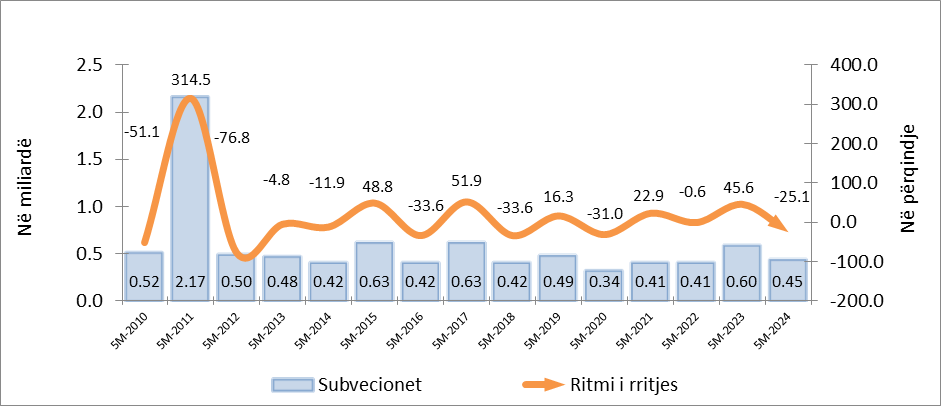 Në miliardë
2.5
2.0
1.5
1.0
0.5
0.0
-51.1
314.5
-76.8
-4.8
-11.9
48.8
-33.6
51.9
-33.6
16.3
-31.0
22.9
-0.6
45.6
-25.1
0.52
2.17
0.50
0.48
0.42
0.63
0.42
0.63
0.42
0.49
0.34
0.41
0.41
0.60
0.45
5M-2010
5M-2011
5M-2012
5M-2013
5M-2014
5M-2015
5M-2016
5M-2017
5M-2018
5M-2019
5M-2020
5M-2021
5M-2022
5M-2023
5M-2024
400.0
300.0
200.0
100.0
0.0
-100.0
-200.0
Në përqindje
Subvecionet
Ritmi i rritjes